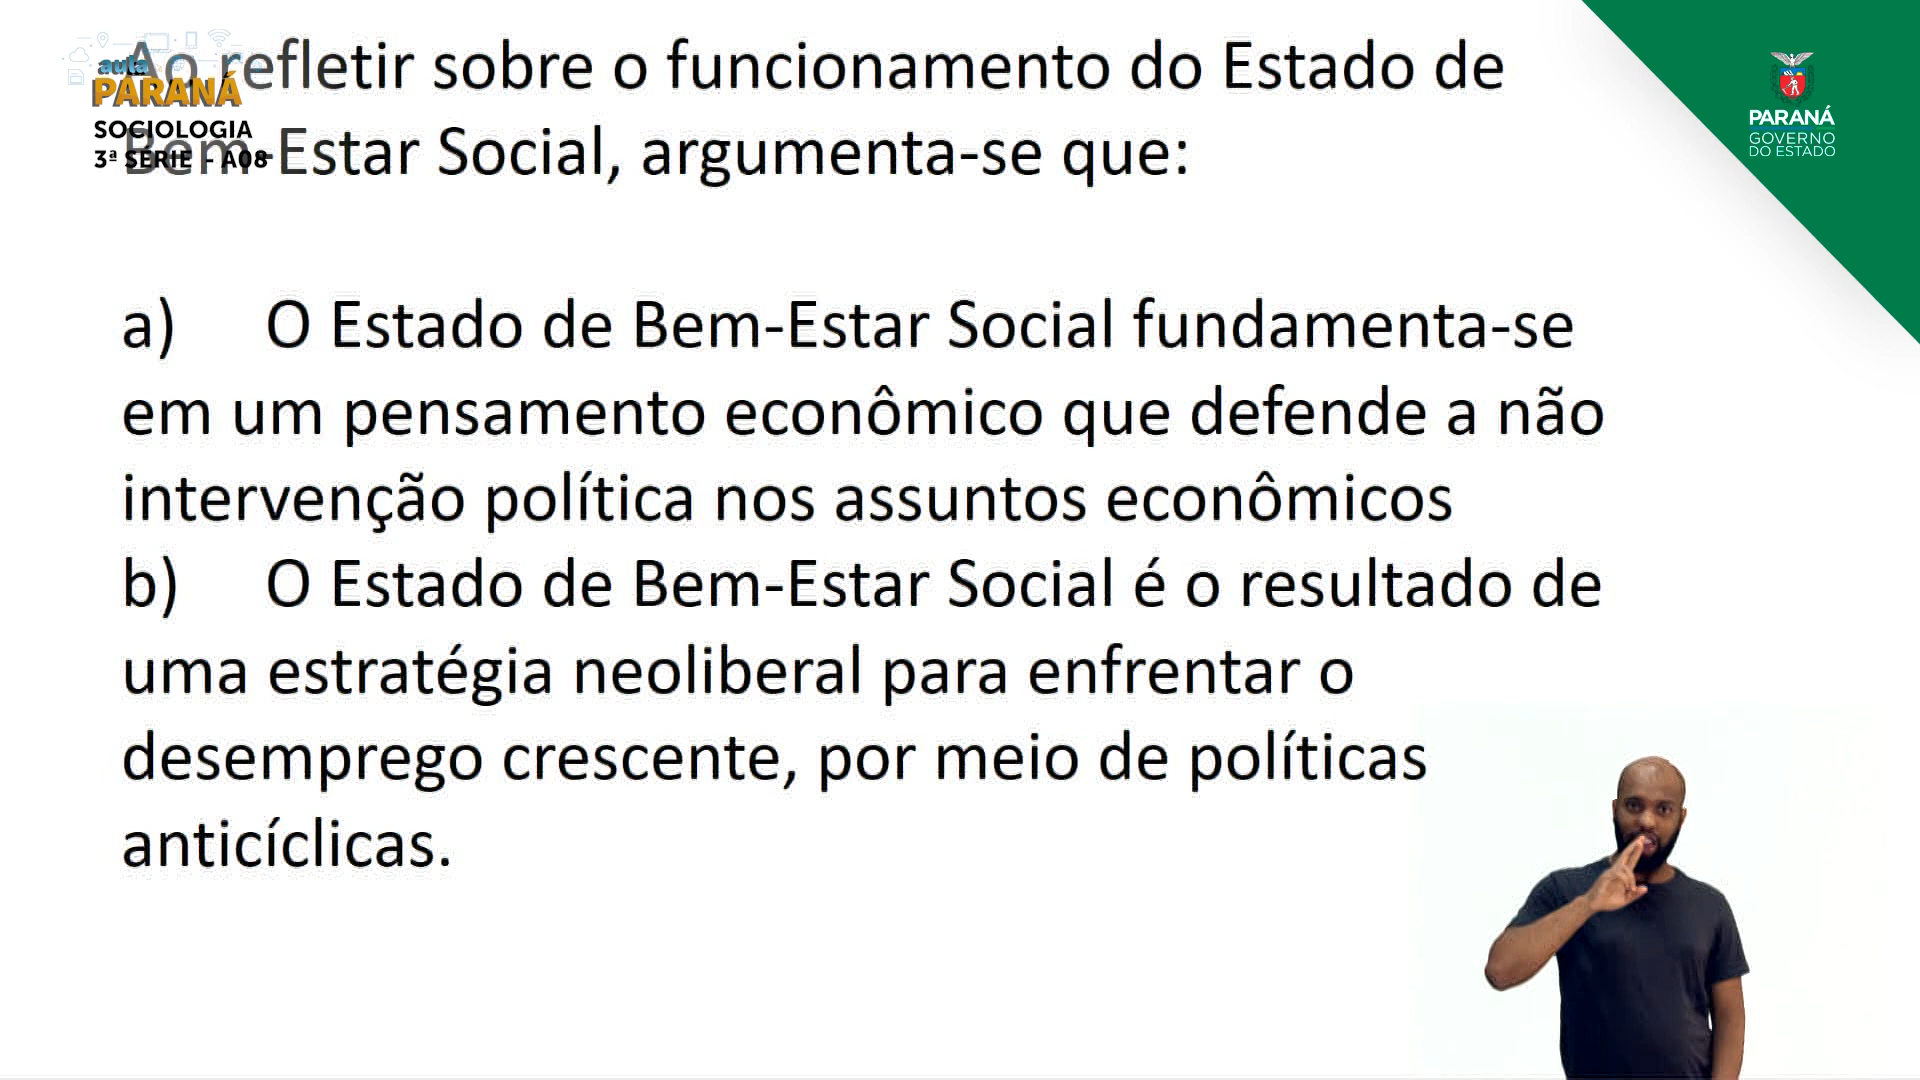 Ao refletir sobre o funcionamento do Estado de
Bem-Estar Social, argumenta-se que:
aula
PARANÁ
SOCIOLOGIA
3ª SÉRIE - A08
PARANÁ
GOVERNO
DO ESTADO
a) O Estado de Bem-Estar Social fundamenta-se
em um pensamento econômico que defende a não
intervenção política nos assuntos econômicos
b) O Estado de Bem-Estar Social é o resultado de
uma estratégia neoliberal para enfrentar o
desemprego crescente, por meio de políticas
anticíclicas.